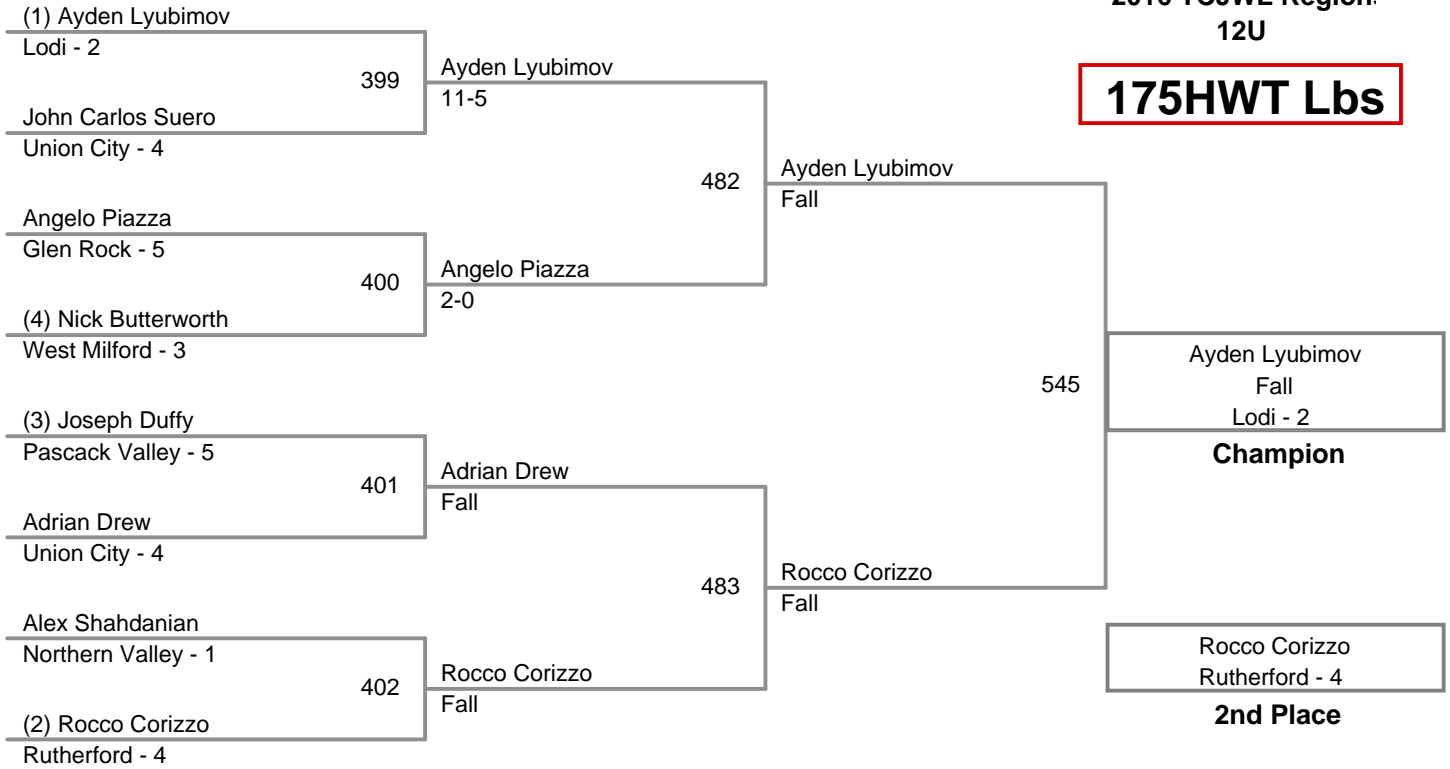 12U
175HWT Lbs
(1) Ayden Lyubimov
Lodi - 2
399
John Carlos Suero
Union City - 4
Ayden Lyubimov
11-5
Angelo Piazza
Glen Rock - 5
400
(4) Nick Butterworth
West Milford - 3
Angelo Piazza
2-0
482
Ayden Lyubimov
Fall
(3) Joseph Duffy
Pascack Valley - 5
401
Adrian Drew
Union City - 4
Adrian Drew
Fall
Alex Shahdanian
Northern Valley - 1
402
(2) Rocco Corizzo
Rutherford - 4
Rocco Corizzo
Fall
483
Rocco Corizzo
Fall
545
Ayden Lyubimov
Fall
Lodi - 2
Champion
Rocco Corizzo
Rutherford - 4
2nd Place